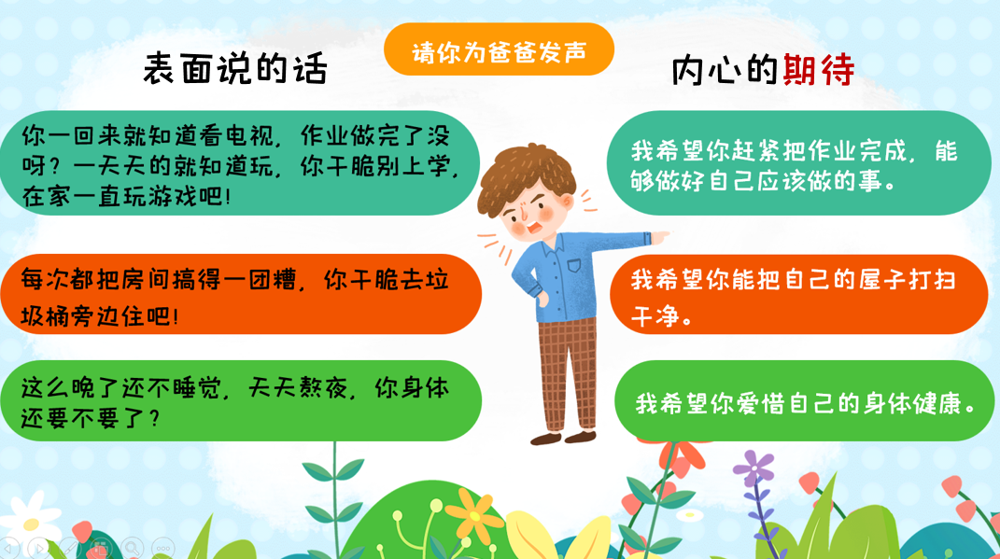 请你为爸爸发声
表面说的话
内心的期待
你一回来就知道看电视，作业做完了没
呀？一天天的就知道玩，你干脆别上学，
在家一直玩游戏吧!
我希望你赶紧把作业完成，能
够做好自己应该做的事。
每次都把房间搞得一团糟，你干脆去垃
圾桶旁边住吧!
我希望你能把自己的屋子打扫
干净。
这么晚了还不睡觉，天天熬夜，你身体
还要不要了？
我希望你爱惜自己的身体健康。